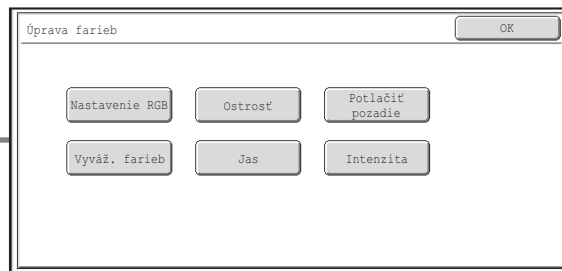 Úprava farieb
OK
Nastavenie RGB
Ostrosť
Potlačiť
pozadie
Vyváž. farieb
Jas
Intenzita